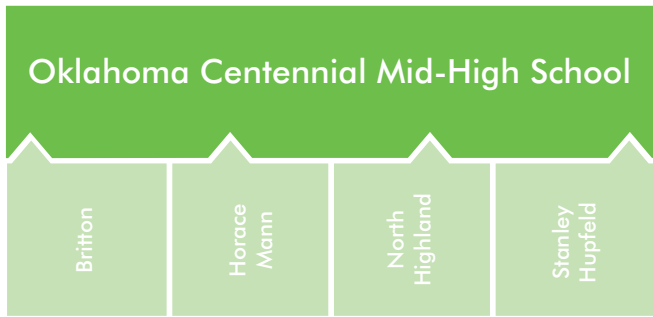 Oklahoma Centennial Mid-High School
Britton
Horace
Mann
North
Highland
Stanley
Hupfeld